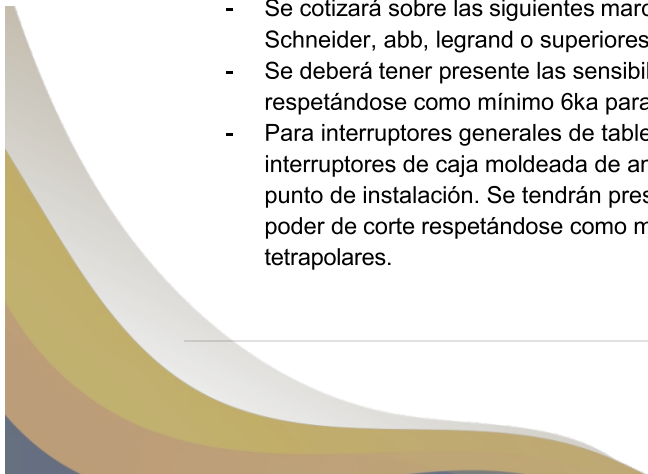 - Se cotizará sobre las siguientes marc
Schneider, abb, legrand o superiores
- Se deberá tener presente las sensibil
respetándose como mínimo 6ka para
- Para interruptores generales de table
interruptores de caja moldeada de
punto de instalación. Se tendrán pres
poder de corte respetándose como
tetrapolares.